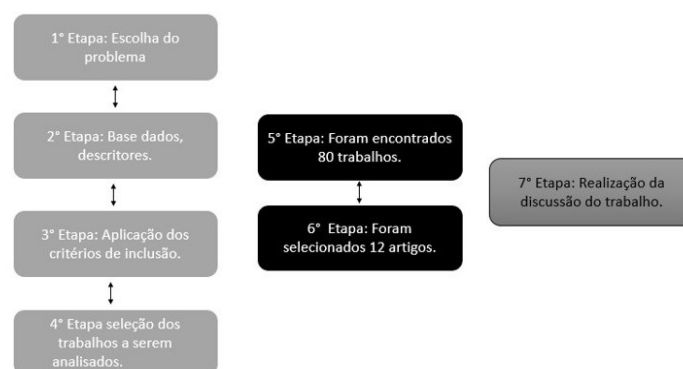 1° Etapa: Escolha do
problema
2° Etapa: Base dados,
descritores.
3° Etapa: Aplicação dos
critérios de inclusão.
4° Etapa seleção dos
trabalhos a serem
analisados.
5° Etapa: Foram encontrados
80 trabalhos.
6° Etapa: Foram
selecionados 12 artigos.
7° Etapa: Realização da
discussão do trabalho.